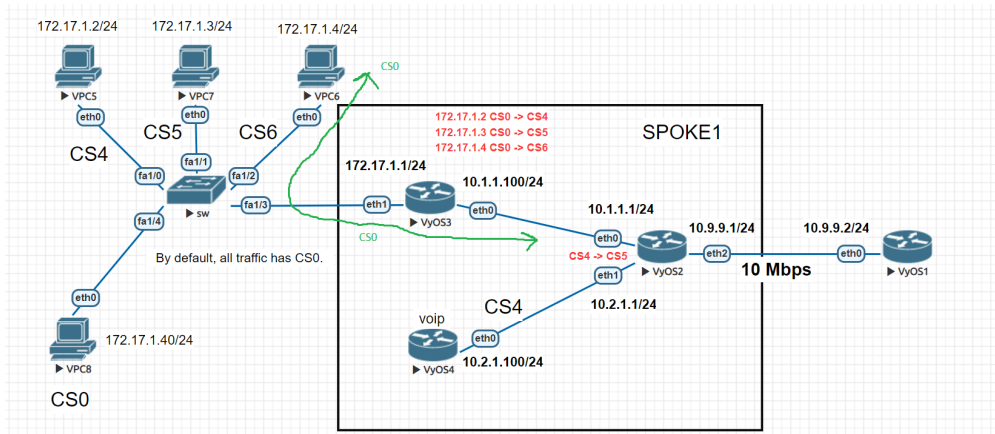 172.17.1.2/24
172.17.1.3/24
172.17.1.4/24
CS0
VPC5
VPC7
VPC6
eth0
eth0
eth0
CS4
CS5
CS6
fa1/0
fa1/1
fa1/2
sw
fa1/3
fa1/4
By default, all traffic has CS0.
eth0
172.17.1.40/24
VPC8
CS0
CS0
172.17.1.2 CS0 -> CS4
172.17.1.3 CS0 -> CS5
172.17.1.4 CS0 -> CS6
SPOKE1
172.17.1.1/24
10.1.1.100/24
eth1
eth0
VyOS3
10.1.1.1/24
eth0
CS4 -> CS5
eth1
VyOS2
10.9.9.1/24
eth2
10.2.1.1/24
10 Mbps
10.9.9.2/24
eth0
VyOS1
CS4
voip
eth0
VyOS4
10.2.1.100/24